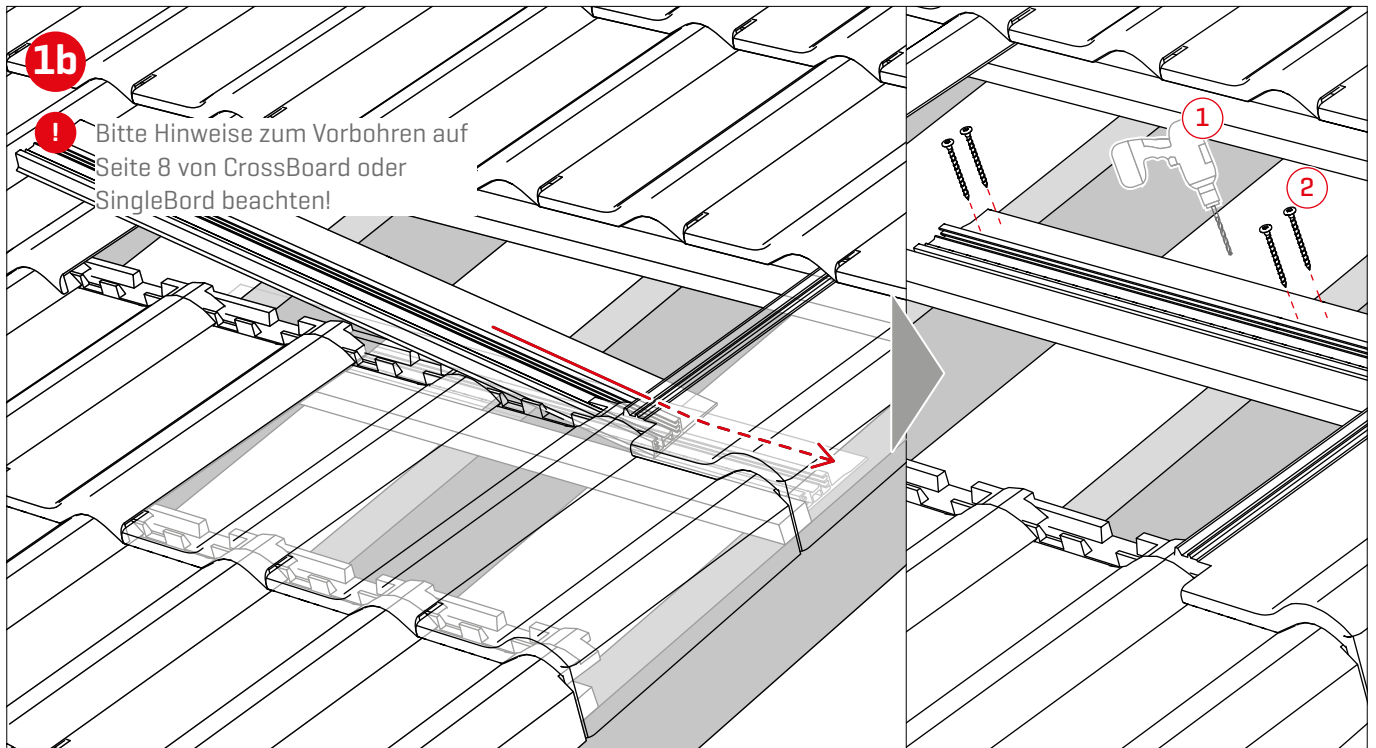 1b
! Bitte Hinweise zum Vorbohren auf
Seite 8 von CrossBoard oder
SingleBord beachten!
1
2